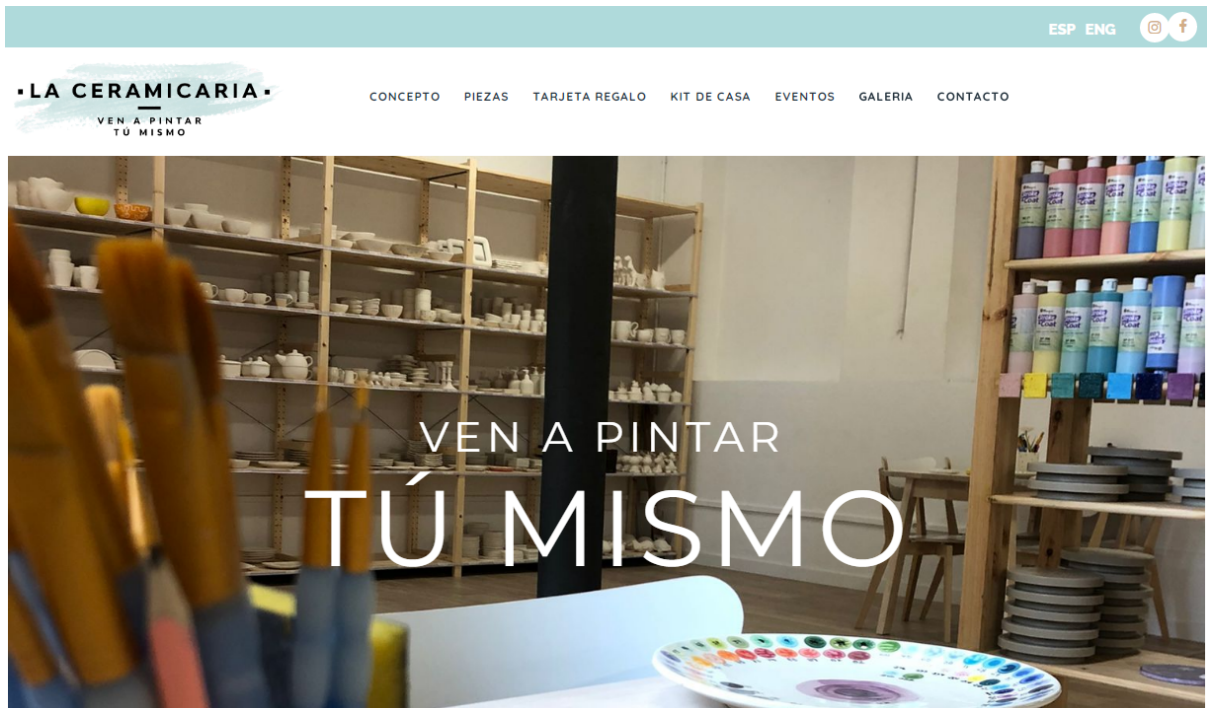 ESP ENG
·LA CERAMICARIA·
VEN A PINTAR
TÚ MISMO
CONCEPTO PIEZAS TARJETA REGALO KIT DE CASA EVENTOS GALERIA CONTACTO
VEN A PINTAR
TÚ MISMO